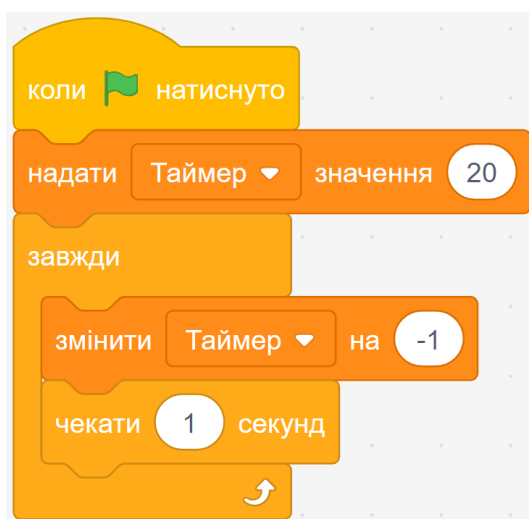 коли натиснуто
надати Таймер значення 20
завжди
змінити Таймер на -1
чекати 1 секунд